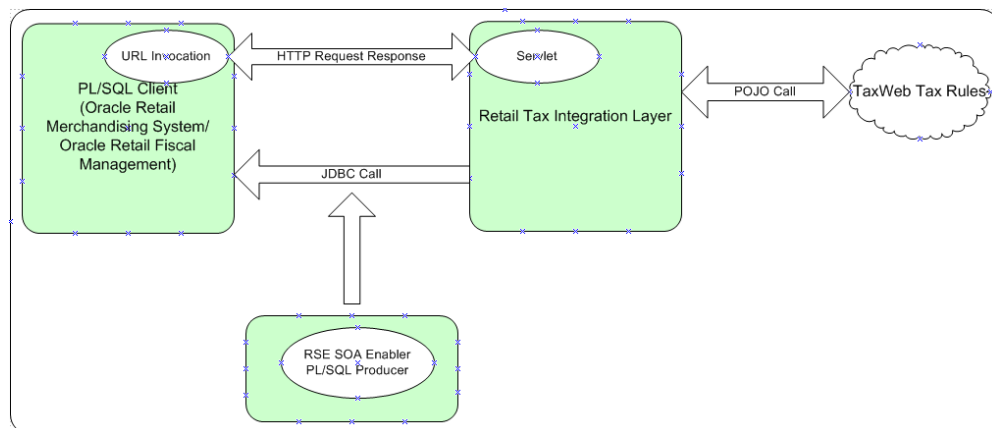 URL Invocation
HTTP Request Response
Servlet
PL/SQL Client
(Oracle Retail
Merchandising System/
Oracle Retail Fiscal
Management)
Retail Tax Integration Layer
POJO Call
TaxWeb Tax Rules
JDBC Call
RSE SOA Enabler
PL/SQL Producer